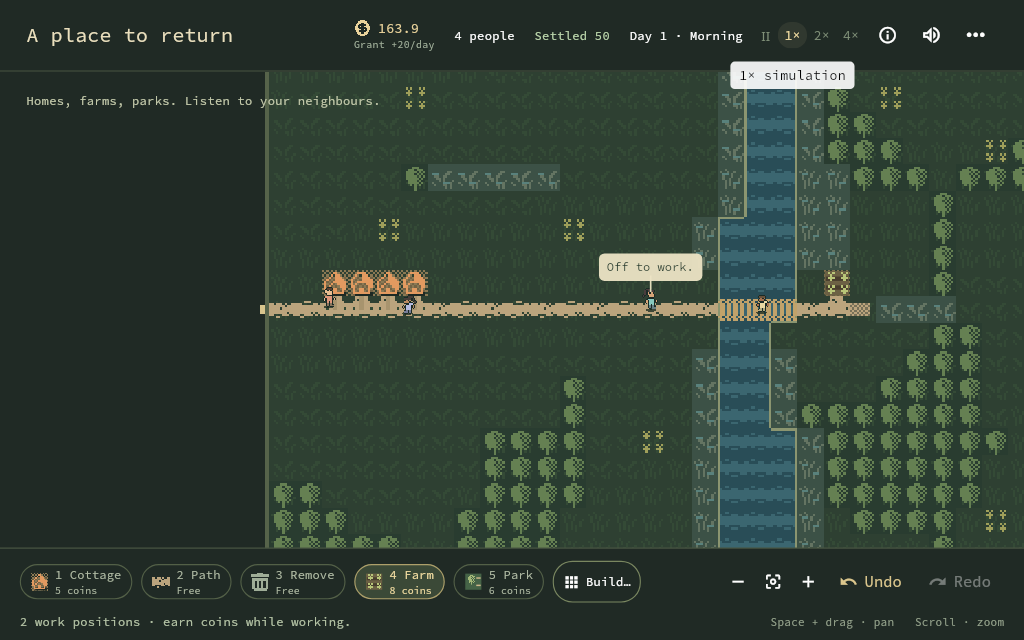 A place to return
163.9
Grant +20/day
4 people
Settled 50
Day 1 · Morning
1×
2×
4×
1× simulation
Homes, farms, parks. Listen to your neighbours.
Off to work.
1 Cottage
5 coins
2 Path
Free
3 Remove
Free
4 Farm
8 coins
5 Park
6 coins
Build…
Undo
Redo
2 work positions · earn coins while working.
Space + drag · pan
Scroll · zoom